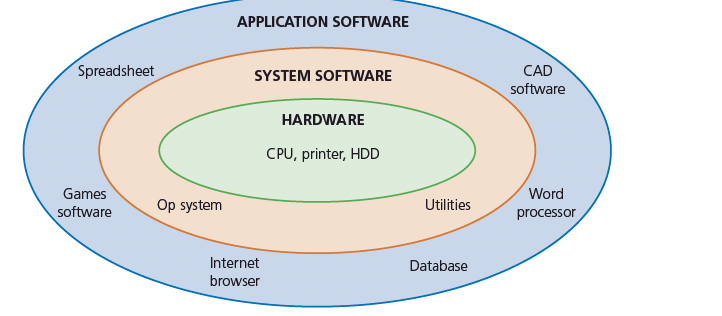 APPLICATION SOFTWARE
Spreadsheet
SYSTEM SOFTWARE
CAD
software
HARDWARE
CPU, printer, HDD
Games
software
Op system
Utilities
Word
processor
Internet
browser
Database